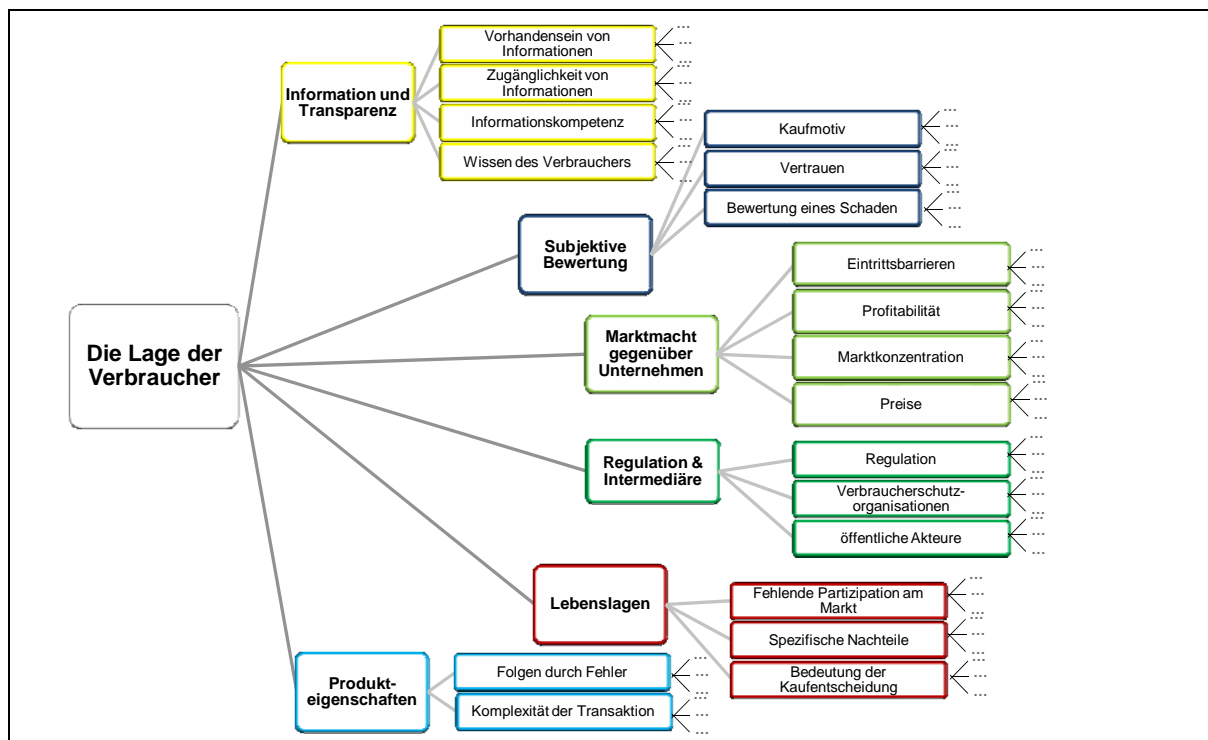 Die Lage der
Verbraucher
Information und
Transparenz
Vorhandensein von
Informationen
...
...
...
Zugänglichkeit von
Informationen
...
...
...
Informationskompetenz
...
...
...
Wissen des Verbrauchers
...
...
...
Subjektive
Bewertung
Kaufmotiv
...
...
...
Vertrauen
...
...
...
Bewertung eines Schaden
...
...
...
Marktmacht
gegenüber
Unternehmen
Eintrittsbarrieren
...
...
...
Profitabilität
...
...
...
Marktkonzentration
...
...
...
Preise
...
...
...
Regulation &
Intermediäre
Regulation
...
...
...
Verbraucherschutz-
organisationen
...
...
...
öffentliche Akteure
...
...
...
Lebenslagen
Fehlende Partizipation am
Markt
...
...
...
Spezifische Nachteile
...
...
...
Bedeutung der
Kaufentscheidung
...
...
...
Produkt-
eigenschaften
Folgen durch Fehler
...
...
...
Komplexität der Transaktion
...
...
...